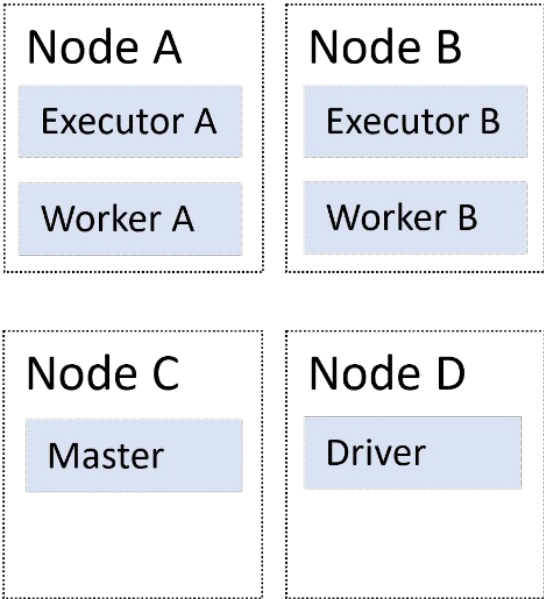 Node A
Executor A
Worker A
Node B
Executor B
Worker B
Node C
Master
Node D
Driver